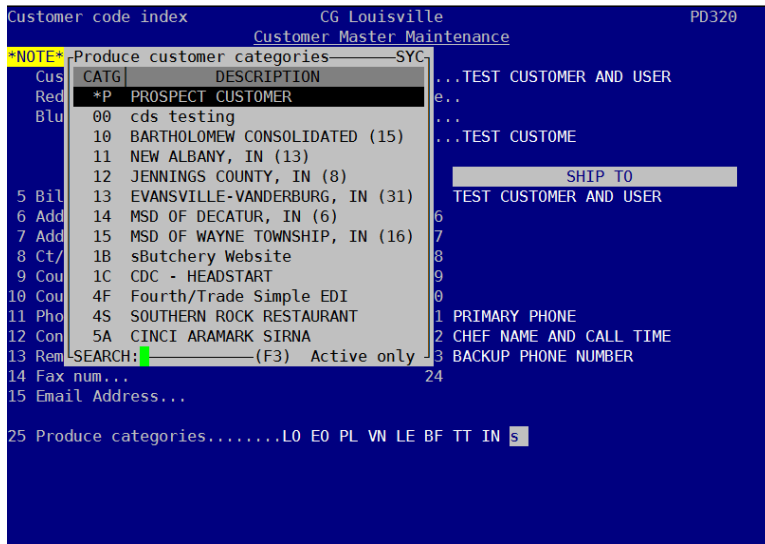 Customer code index CG Louisville PD320
Customer Master Maintenance
*NOTE* Produce customer categories SYC
Cus CATG DESCRIPTION ...TEST CUSTOMER AND USER
Red *P PROSPECT CUSTOMER e..
Blu 00 cds testing ...
10 BARTHOLOMEW CONSOLIDATED (15) ...TEST CUSTOME
11 NEW ALBANY, IN (13)
12 JENNINGS COUNTY, IN (8) SHIP TO
5 Bil 13 EVANSVILLE-VANDERBURG, IN (31) TEST CUSTOMER AND USER
6 Add 14 MSD OF DECATUR, IN (6) 6
7 Add 15 MSD OF WAYNE TOWNSHIP, IN (16) 7
8 Ct/ 1B sButchery Website 8
9 Cou 1C CDC - HEADSTART 9
10 Cou 4F Fourth/Trade Simple EDI 0
11 Pho 4S SOUTHERN ROCK RESTAURANT 1 PRIMARY PHONE
12 Con 5A CINCI ARAMARK SIRNA 2 CHEF NAME AND CALL TIME
13 Rem SEARCH: (F3) Active only 3 BACKUP PHONE NUMBER
14 Fax num... 24
15 Email Address...
25 Produce categories........LO EO PL VN LE BF TT IN s